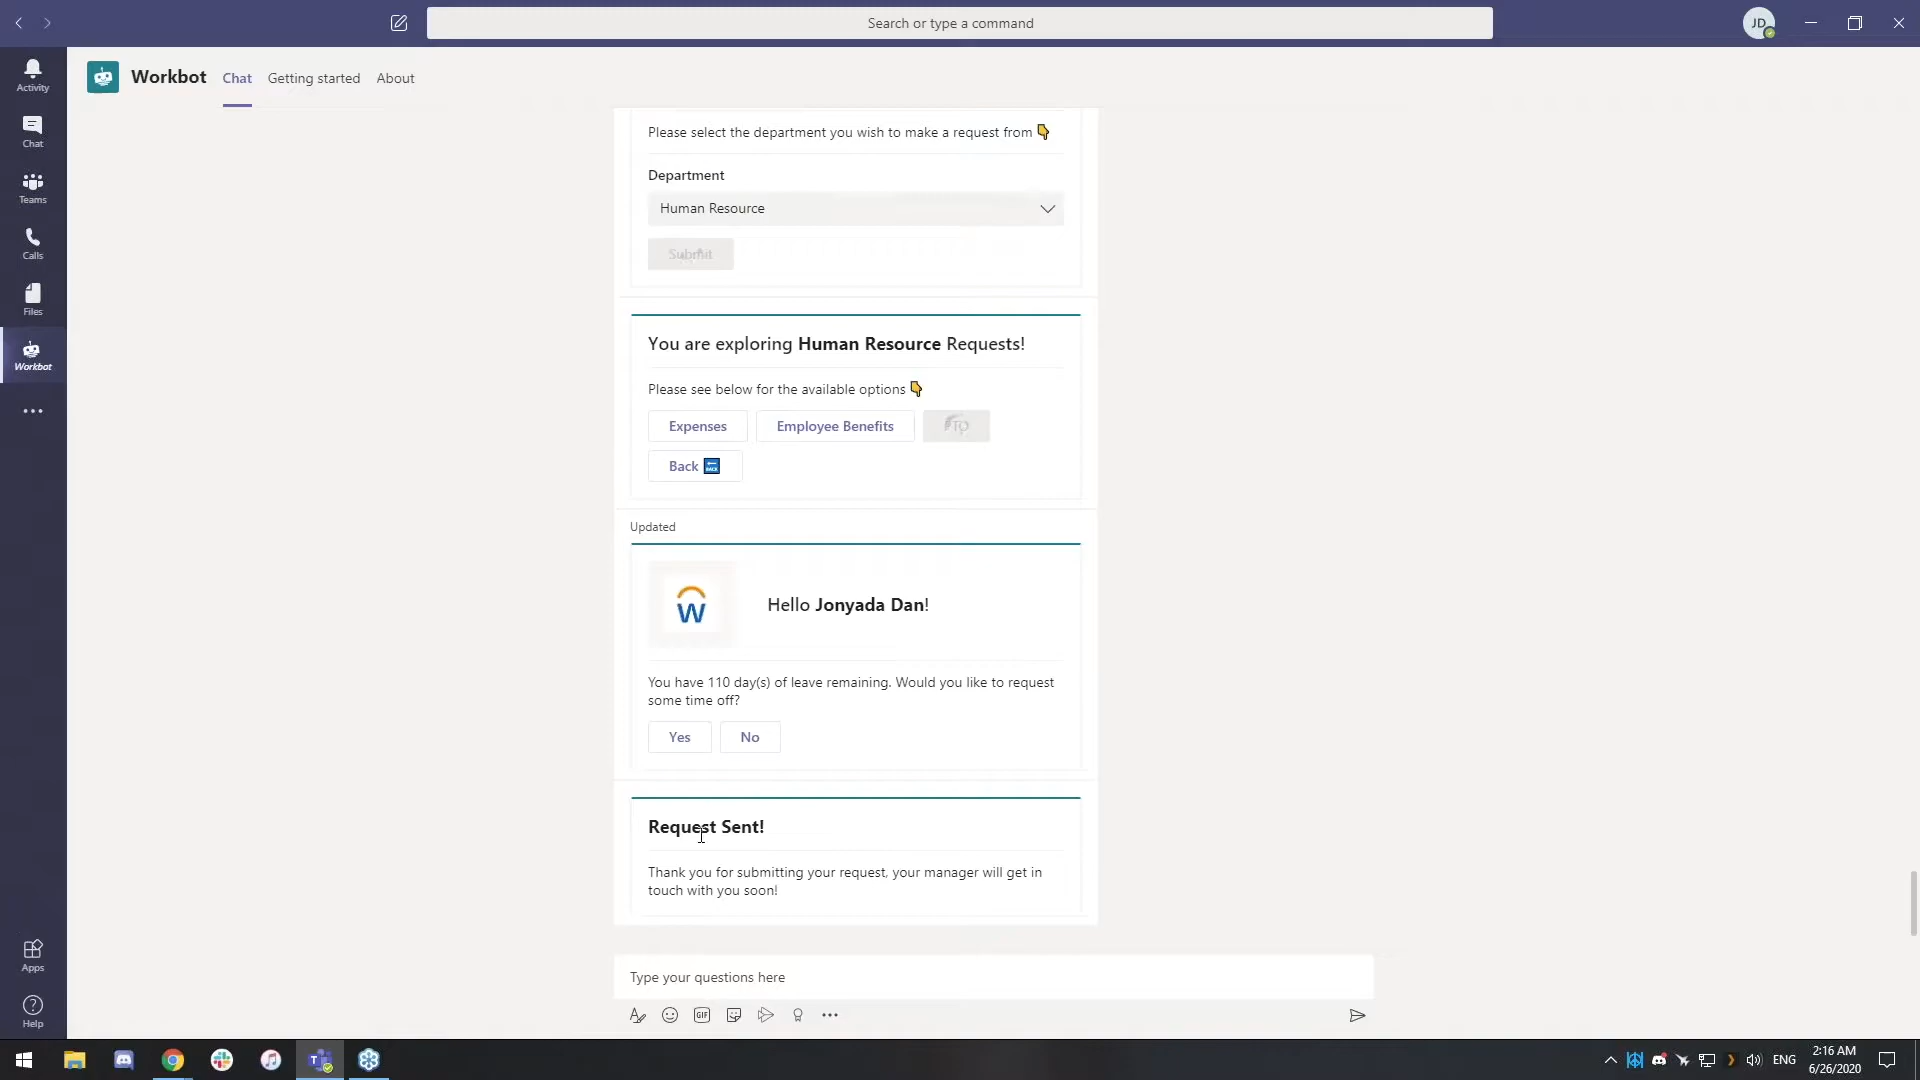 Search or type a command
JD
Activity
Chat
Teams
Calls
Files
Workbot
Apps
Help
Workbot
Chat
Getting started
About
Please select the department you wish to make a request from
Department
Human Resource
Submit
You are exploring Human Resource Requests!
Please see below for the available options
Expenses
Employee Benefits
Back
BACK
Updated
W
Hello Jonyada Dan!
You have 110 day(s) of leave remaining. Would you like to request
some time off?
Yes
No
Request Sent!
Thank you for submitting your request, your manager will get in
touch with you soon!
Type your questions here
GIF
ENG
2:16 AM
6/26/2020